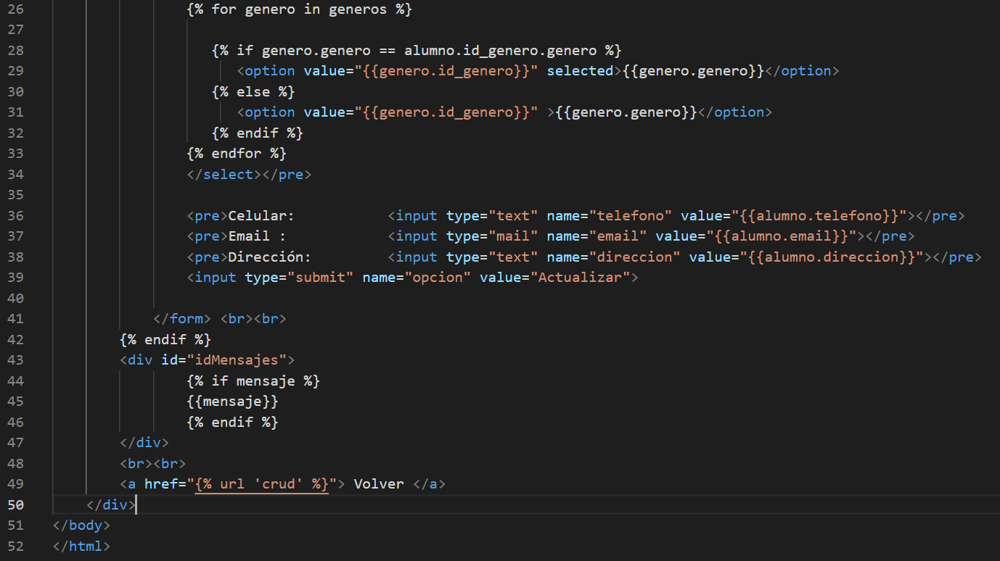 26 {% for genero in generos %}
27
28 {% if genero.genero == alumno.id_genero.genero %}
29 <option value="{{genero.id_genero}}" selected>{{genero.genero}}</option>
30 {% else %}
31 <option value="{{genero.id_genero}}" >{{genero.genero}}</option>
32 {% endif %}
33 {% endfor %}
34 </select></pre>
35
36 <pre>Celular: <input type="text" name="telefono" value="{{alumno.telefono}}"></pre>
37 <pre>Email : <input type="mail" name="email" value="{{alumno.email}}"></pre>
38 <pre>Dirección: <input type="text" name="direccion" value="{{alumno.direccion}}"></pre>
39 <input type="submit" name="opcion" value="Actualizar">
40
41 </form> <br><br>
42 {% endif %}
43 <div id="idMensajes">
44 {% if mensaje %}
45 {{mensaje}}
46 {% endif %}
47 </div>
48 <br><br>
49 <a href="{% url 'crud' %}"> Volver </a>
50 </div>
51 </body>
52 </html>